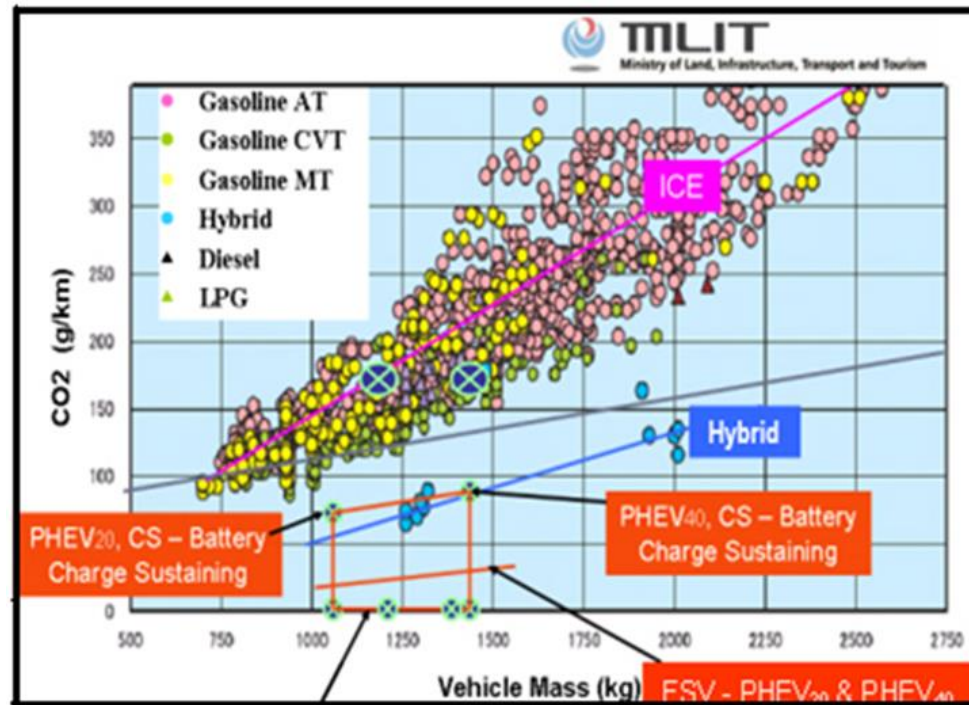 MLIT
Ministry of Land, Infrastructure, Transport and Tourism
Gasoline AT
Gasoline CVT
Gasoline MT
Hybrid
Diesel
LPG
ICE
Hybrid
PHEV20, CS – Battery
Charge Sustaining
PHEV40, CS – Battery
Charge Sustaining
CO2 (g/km)
350
300
250
200
150
100
50
0
500
750
1000
1250
1500
1750
2000
2250
2500
2750
Vehicle Mass (kg)
ESV - PHEV20 & PHEV40